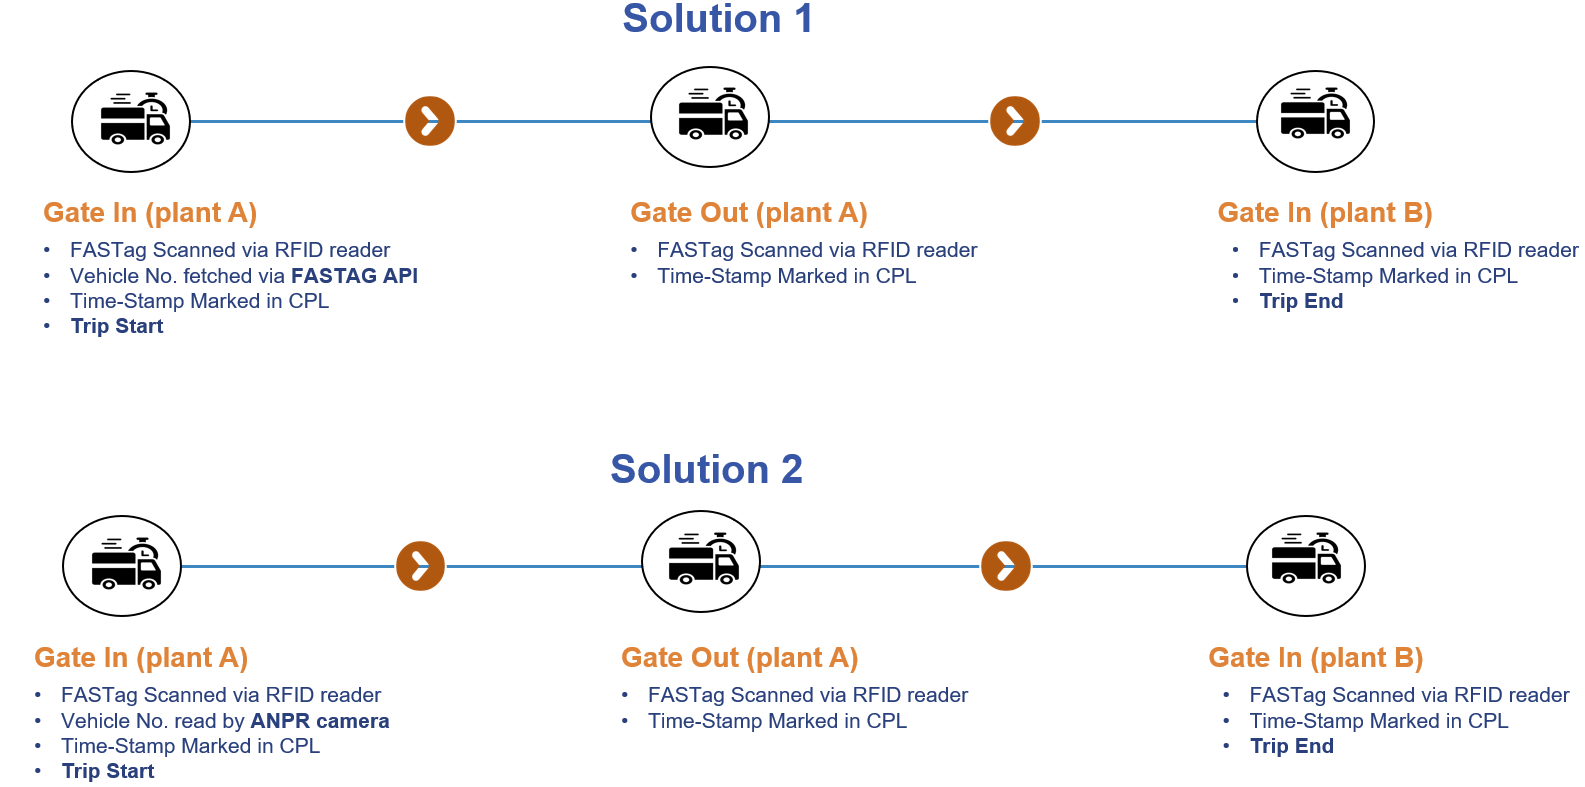 Solution 1
Gate In (plant A)
• FASTag Scanned via RFID reader
• Vehicle No. fetched via FASTAG API
• Time-Stamp Marked in CPL
• Trip Start
Gate Out (plant A)
• FASTag Scanned via RFID reader
• Time-Stamp Marked in CPL
Gate In (plant B)
• FASTag Scanned via RFID reader
• Time-Stamp Marked in CPL
• Trip End
Solution 2
Gate In (plant A)
• FASTag Scanned via RFID reader
• Vehicle No. read by ANPR camera
• Time-Stamp Marked in CPL
• Trip Start
Gate Out (plant A)
• FASTag Scanned via RFID reader
• Time-Stamp Marked in CPL
Gate In (plant B)
• FASTag Scanned via RFID reader
• Time-Stamp Marked in CPL
• Trip End